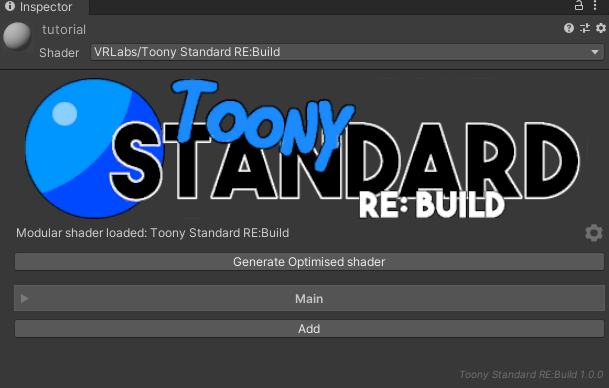 Inspector
tutorial
Shader
VRLabs/Toony Standard RE:Build
TOONY
STANDARD
RE: BUILD
Modular shader loaded: Toony Standard RE:Build
Generate Optimised shader
Main
Add
Toony Standard RE:Build 1.0.0